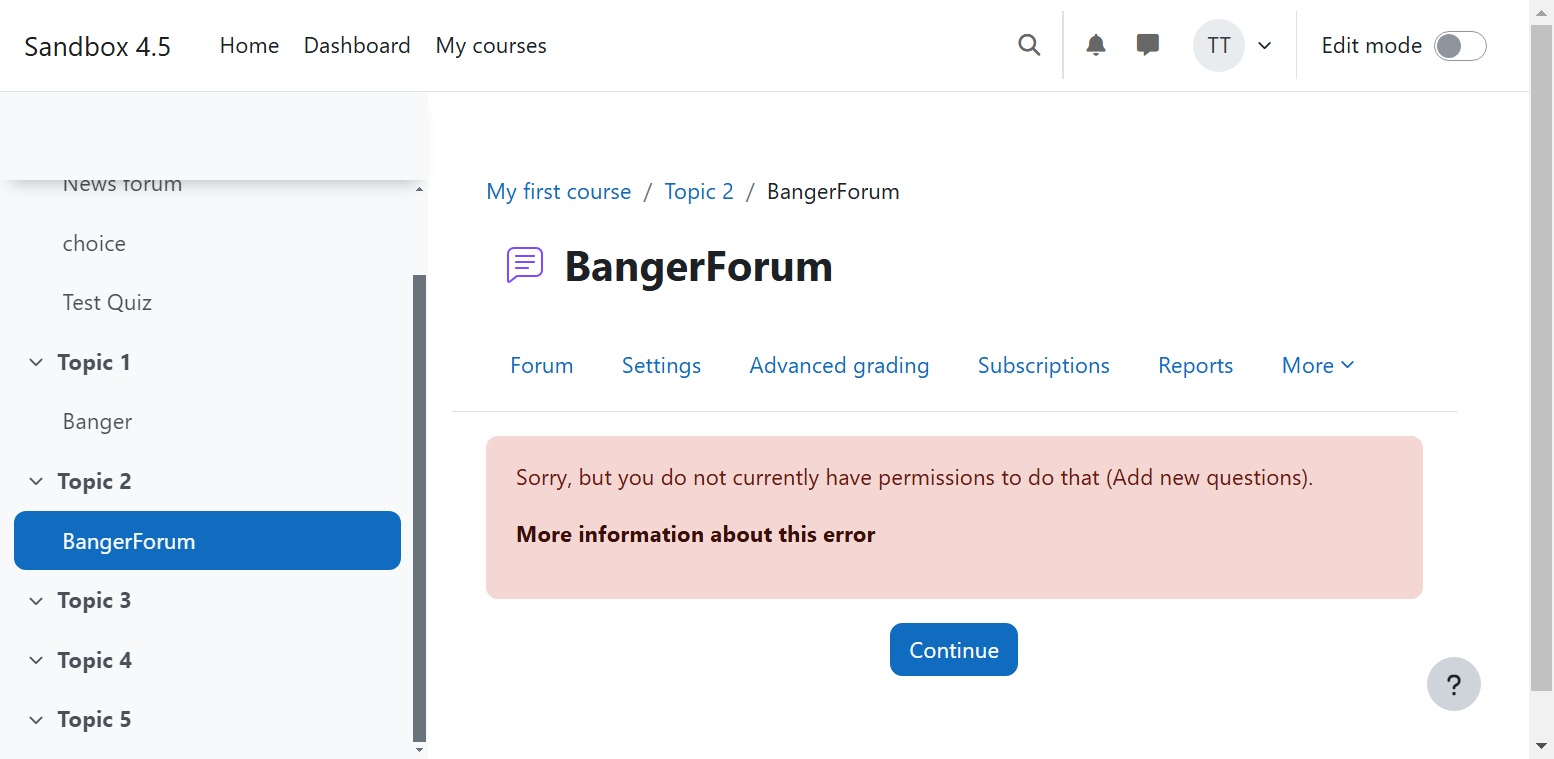 Sandbox 4.5 Home Dashboard My courses TT Edit mode
News forum
choice
Test Quiz
Topic 1
Banger
Topic 2
BangerForum
Topic 3
Topic 4
Topic 5
My first course / Topic 2 / BangerForum
BangerForum
Forum Settings Advanced grading Subscriptions Reports More
Sorry, but you do not currently have permissions to do that (Add new questions).
More information about this error
Continue
?